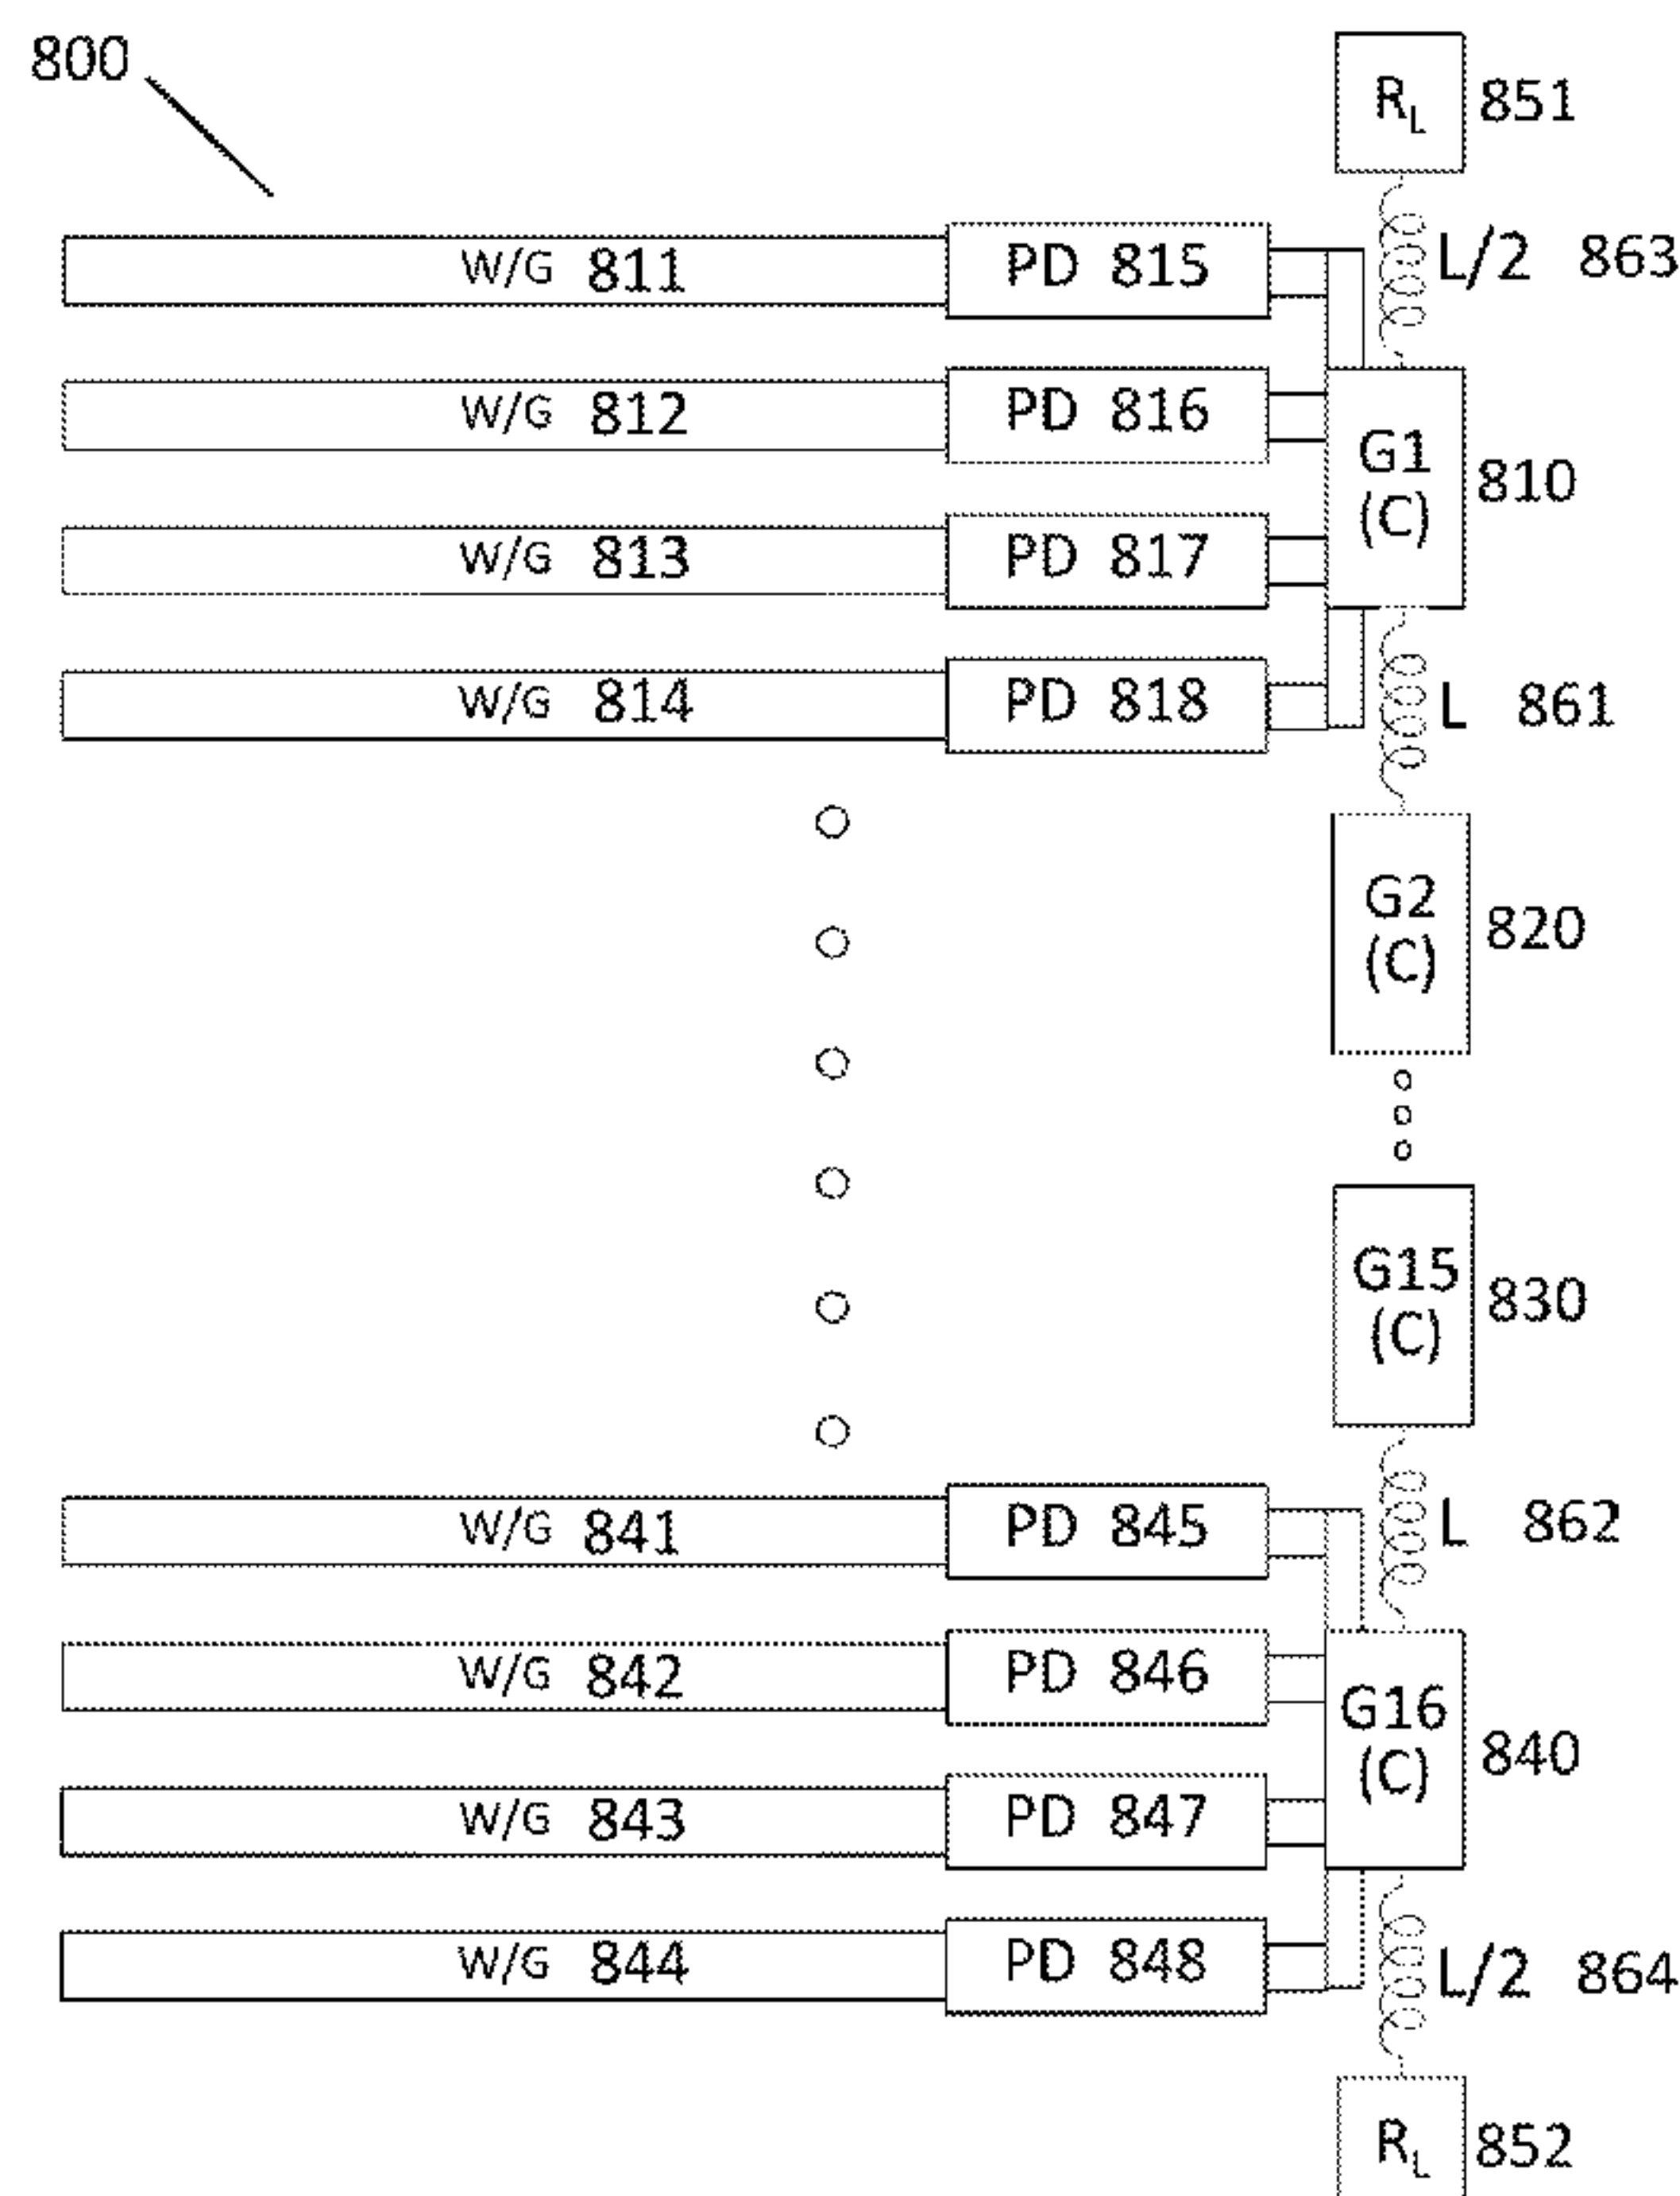 800
R_L 851
W/G 811 PD 815 L/2 863
W/G 812 PD 816
G1
(C)
810
W/G 813 PD 817
W/G 814 PD 818 L 861
G2
(C)
820
G15
(C)
830
W/G 841 PD 845 L 862
W/G 842 PD 846
G16
(C)
840
W/G 843 PD 847
W/G 844 PD 848 L/2 864
R_L 852